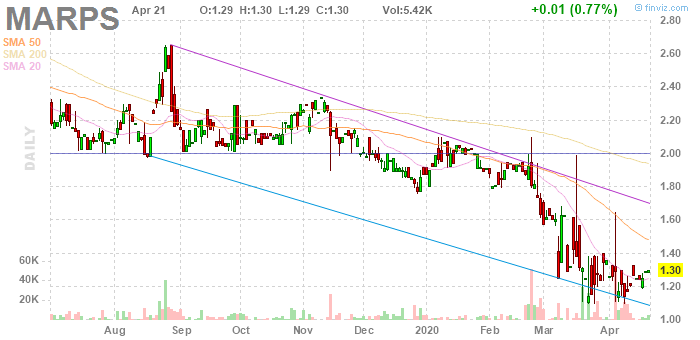 MARPS Apr 21 O:1.29 H:1.30 L:1.29 C:1.30 Vol:5.42K +0.01 (0.77%)
© finviz.com
SMA 50
SMA 200
SMA 20
DAILY
2.80
2.60
2.40
2.20
2.00
1.80
1.60
1.40
1.30
1.20
1.00
60K
40K
20K
Aug Sep Oct Nov Dec 2020 Feb Mar Apr